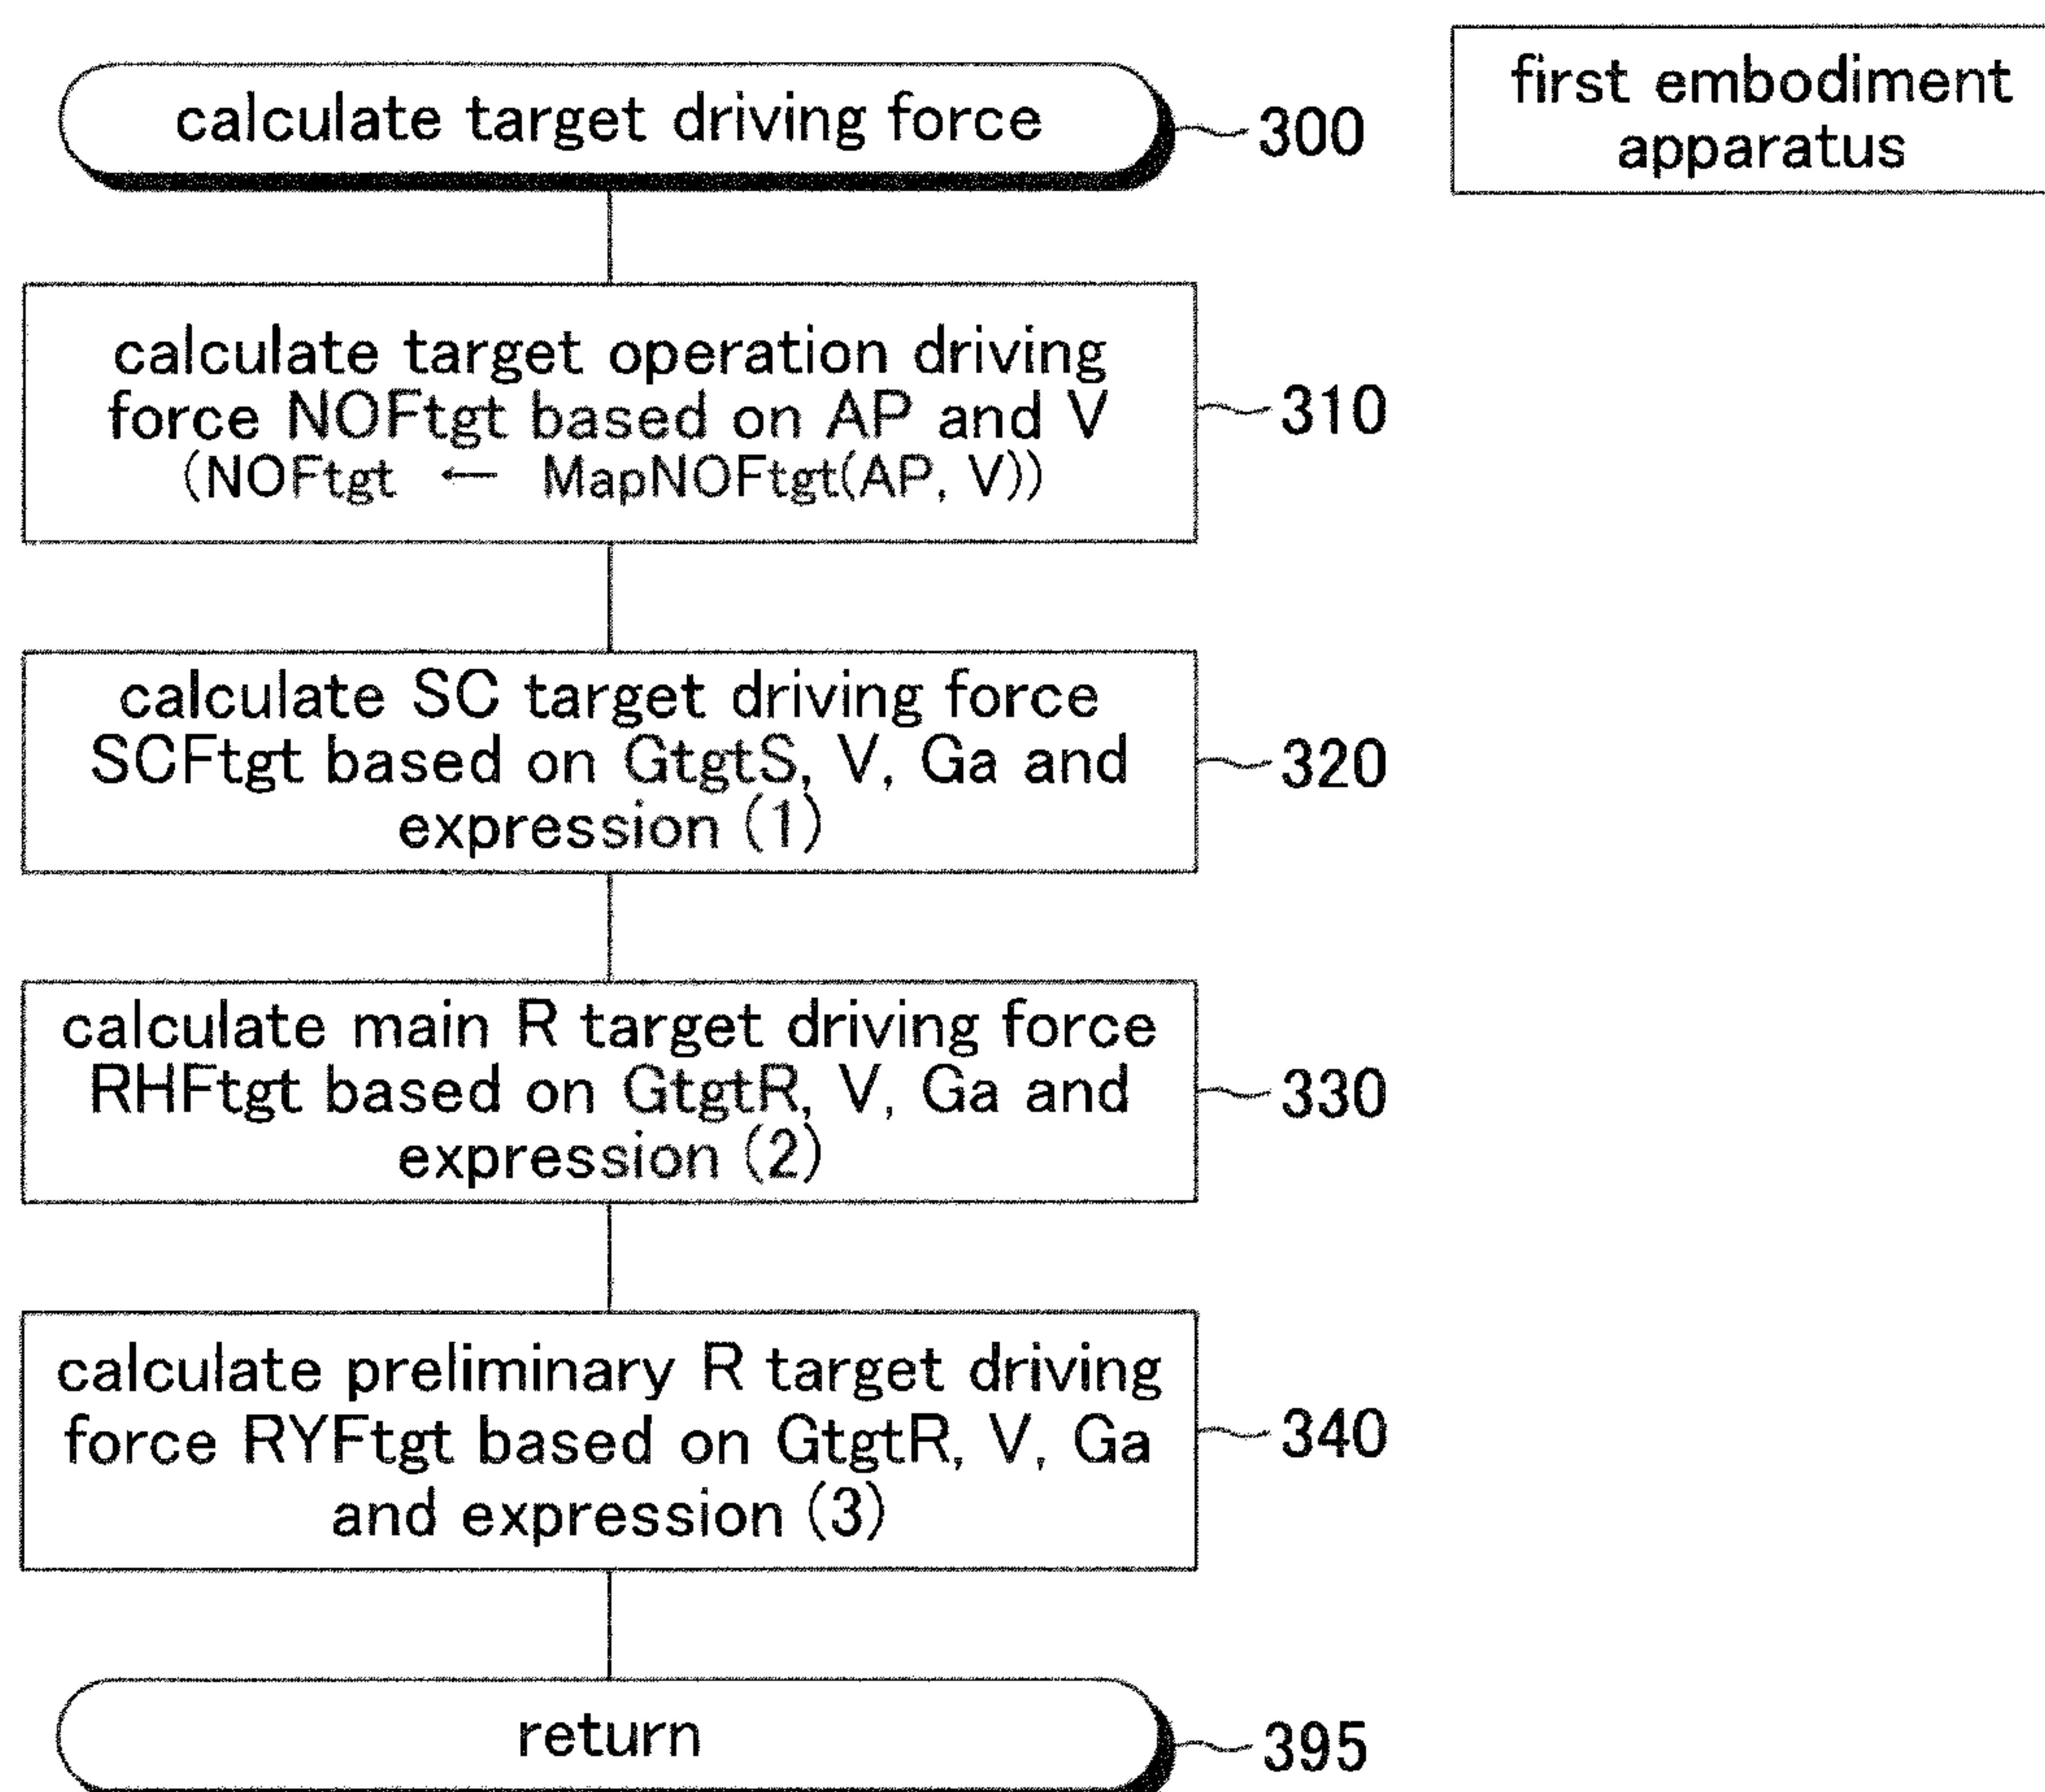 calculate target driving force
300
first embodiment
apparatus
calculate target operation driving
force NOFtgt based on AP and V
(NOFtgt ← MapNOFtgt(AP, V))
310
calculate SC target driving force
SCFtgt based on GtgtS, V, Ga and
expression (1)
320
calculate main R target driving force
RHFtgt based on GtgtR, V, Ga and
expression (2)
330
calculate preliminary R target driving
force RYFtgt based on GtgtR, V, Ga
and expression (3)
340
return
395